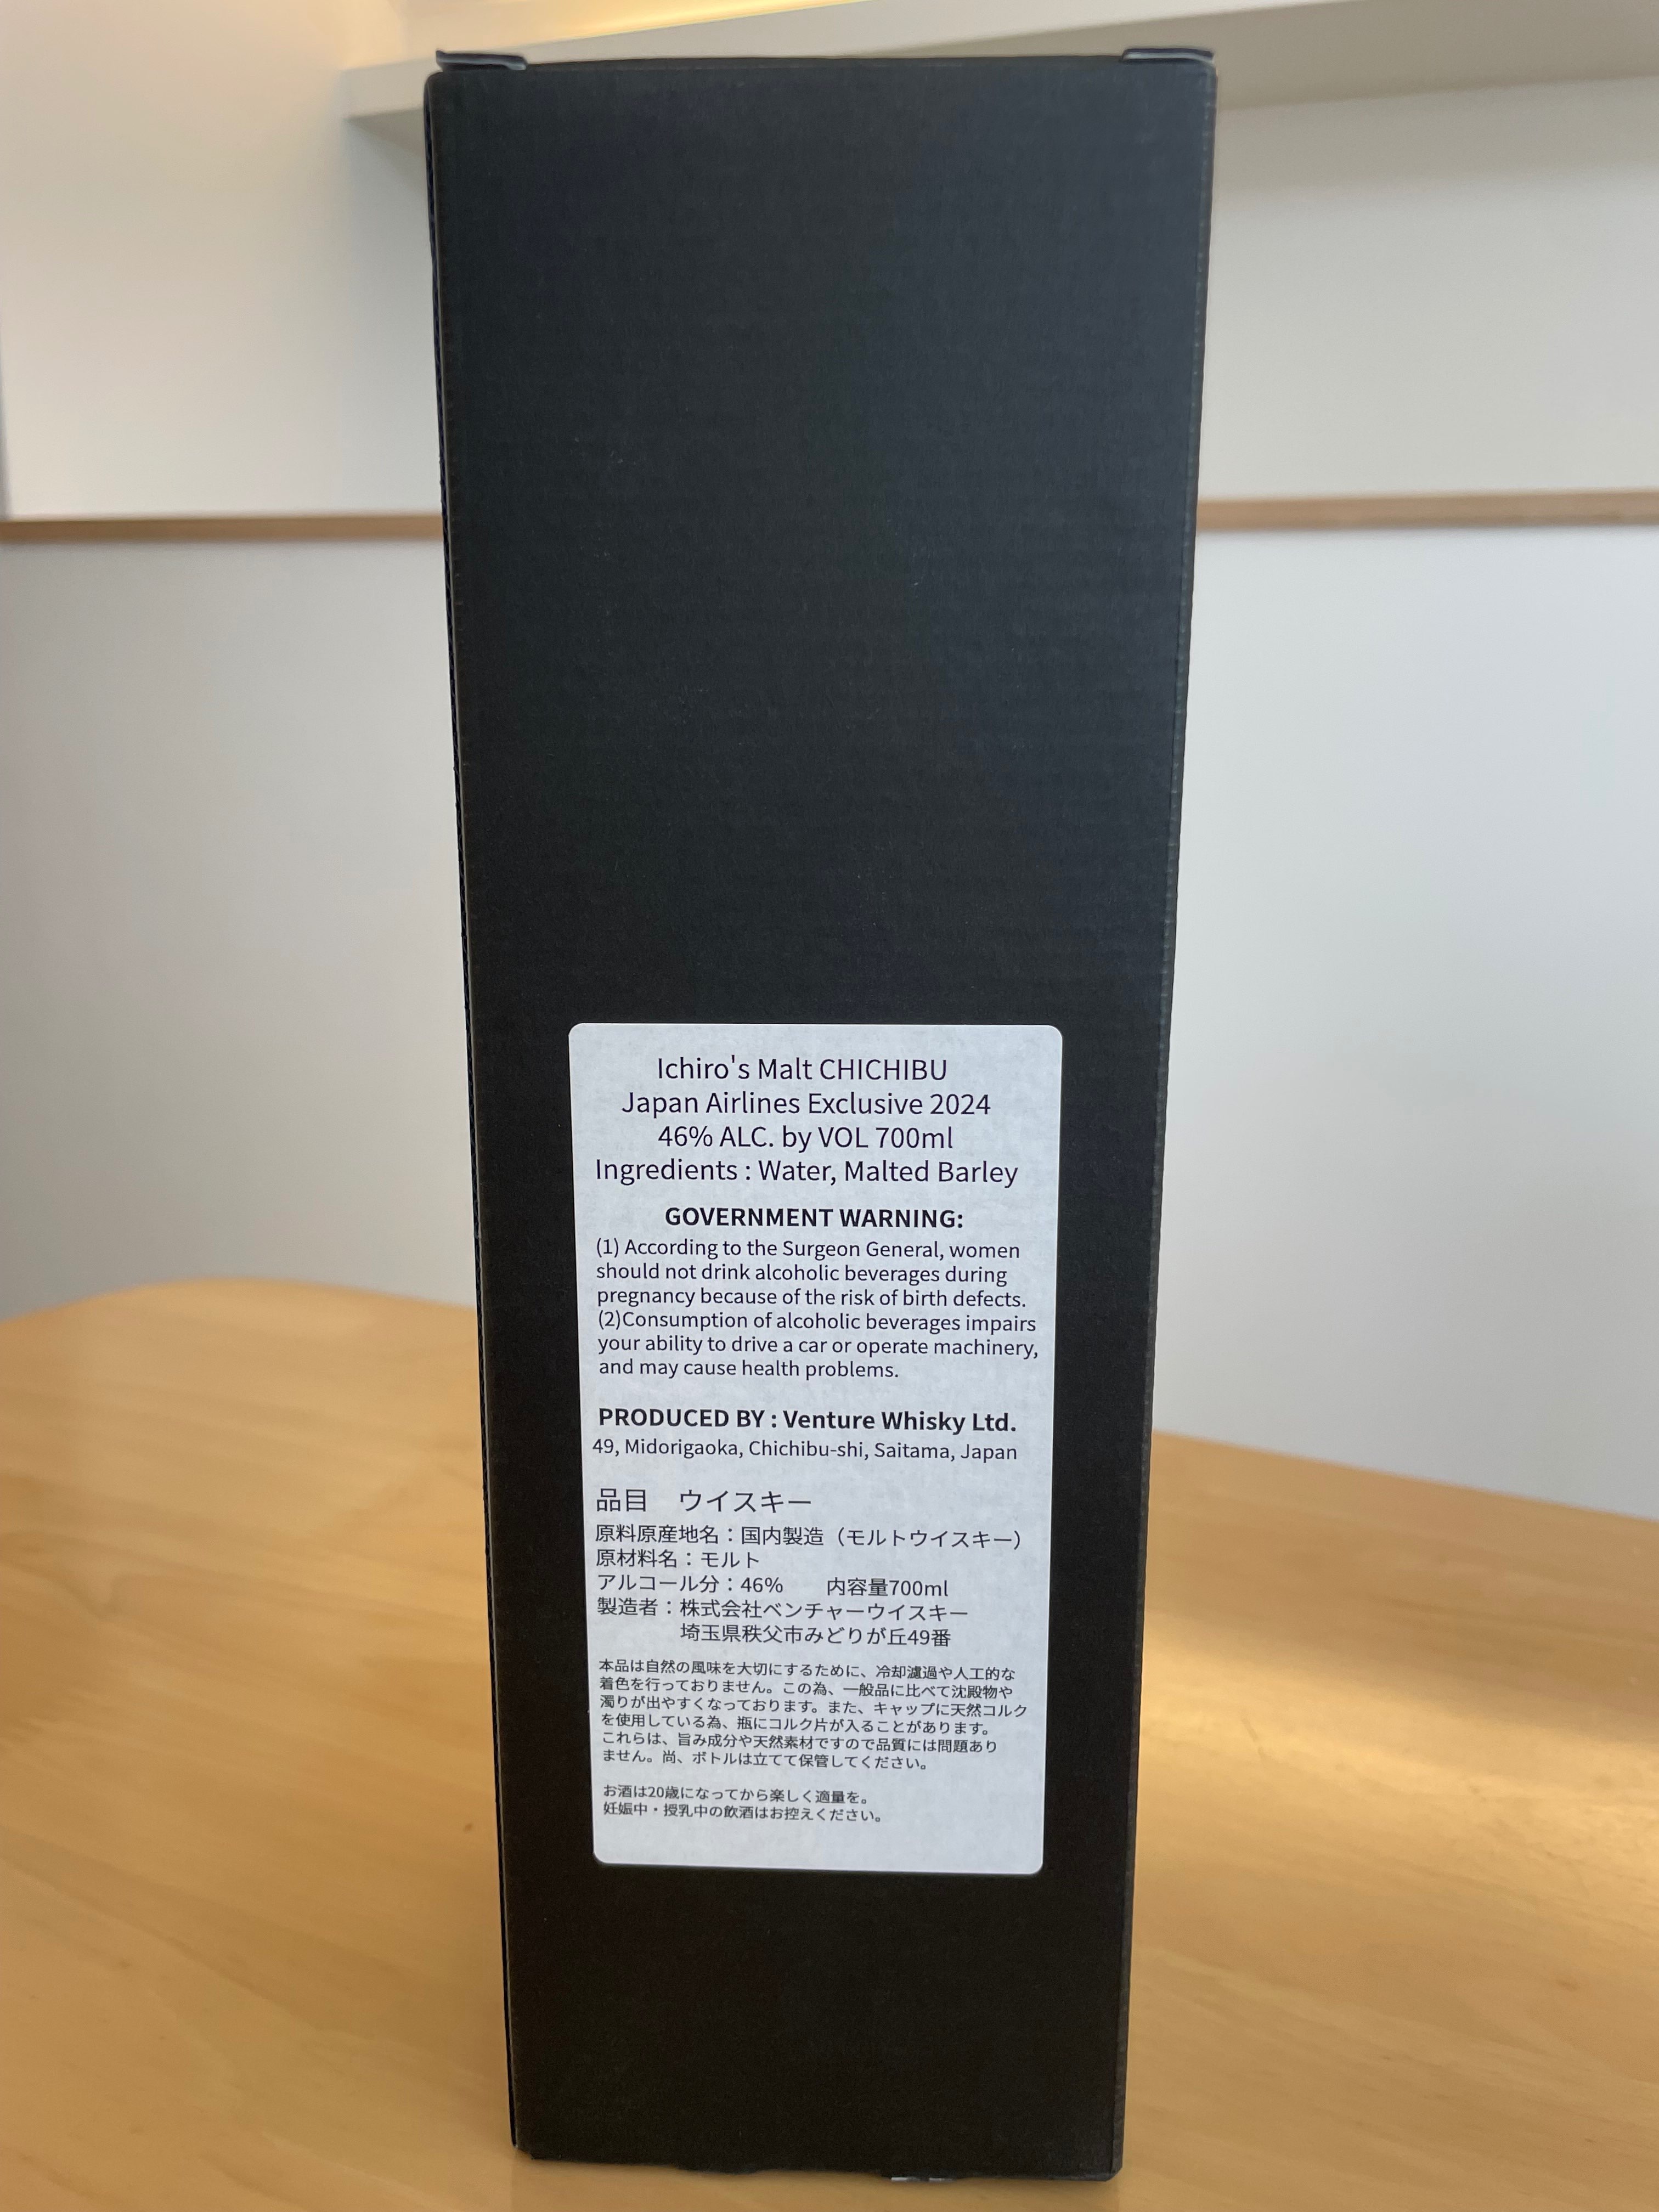 Ichiro's Malt CHICHIBU
Japan Airlines Exclusive 2024
46% ALC. by VOL 700ml
Ingredients : Water, Malted Barley
GOVERNMENT WARNING:
(1) According to the Surgeon General, women
should not drink alcoholic beverages during
pregnancy because of the risk of birth defects.
(2)Consumption of alcoholic beverages impairs
your ability to drive a car or operate machinery,
and may cause health problems.
PRODUCED BY : Venture Whisky Ltd.
49, Midorigaoka, Chichibu-shi, Saitama, Japan
品目　ウイスキー
原料原産地名：国内製造（モルトウイスキー）
原材料名：モルト
アルコール分：46%　　内容量700ml
製造者：株式会社ベンチャーウイスキー
埼玉県秩父市みどりが丘49番
本品は自然の風味を大切にするために、冷却濾過や人工的な
着色を行っておりません。この為、一般品に比べて沈殿物や
濁りが出やすくなっております。また、キャップに天然コルク
を使用している為、瓶にコルク片が入ることがあります。
これらは、旨み成分や天然素材ですので品質には問題あり
ません。尚、ボトルは立てて保管してください。
お酒は20歳になってから楽しく適量を。
妊娠中・授乳中の飲酒はお控えください。